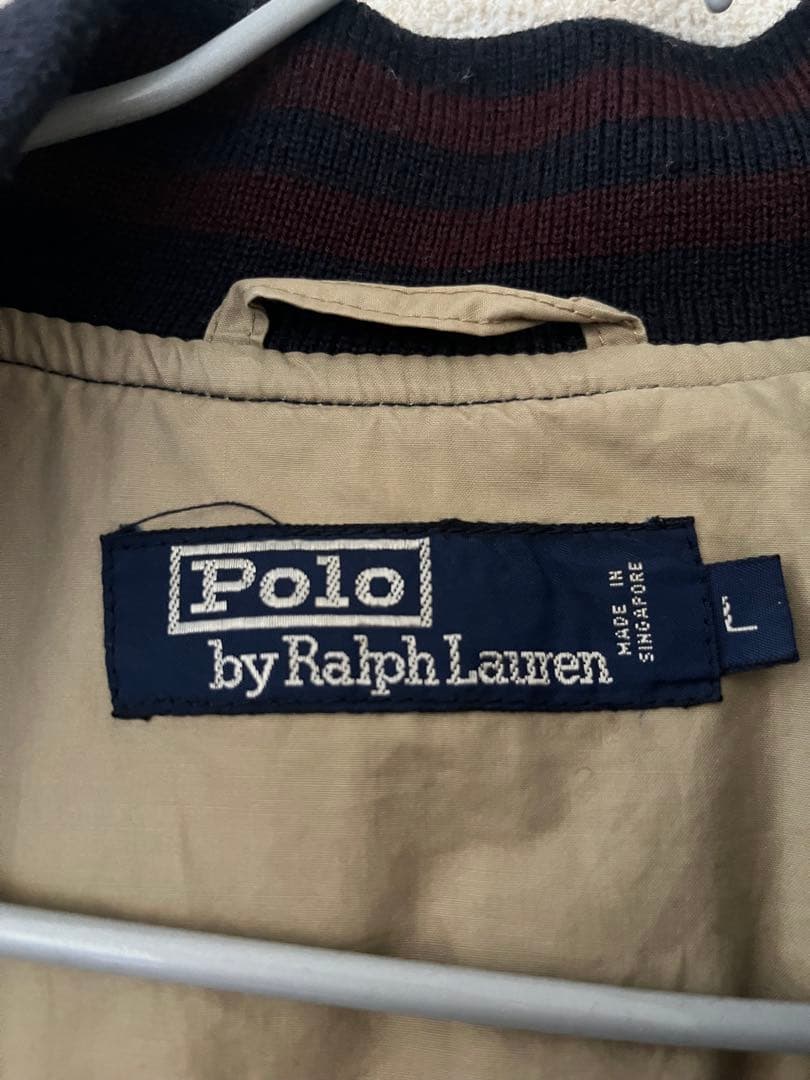 Polo
by Ralph Lauren
MADE IN
SINGAPORE
L